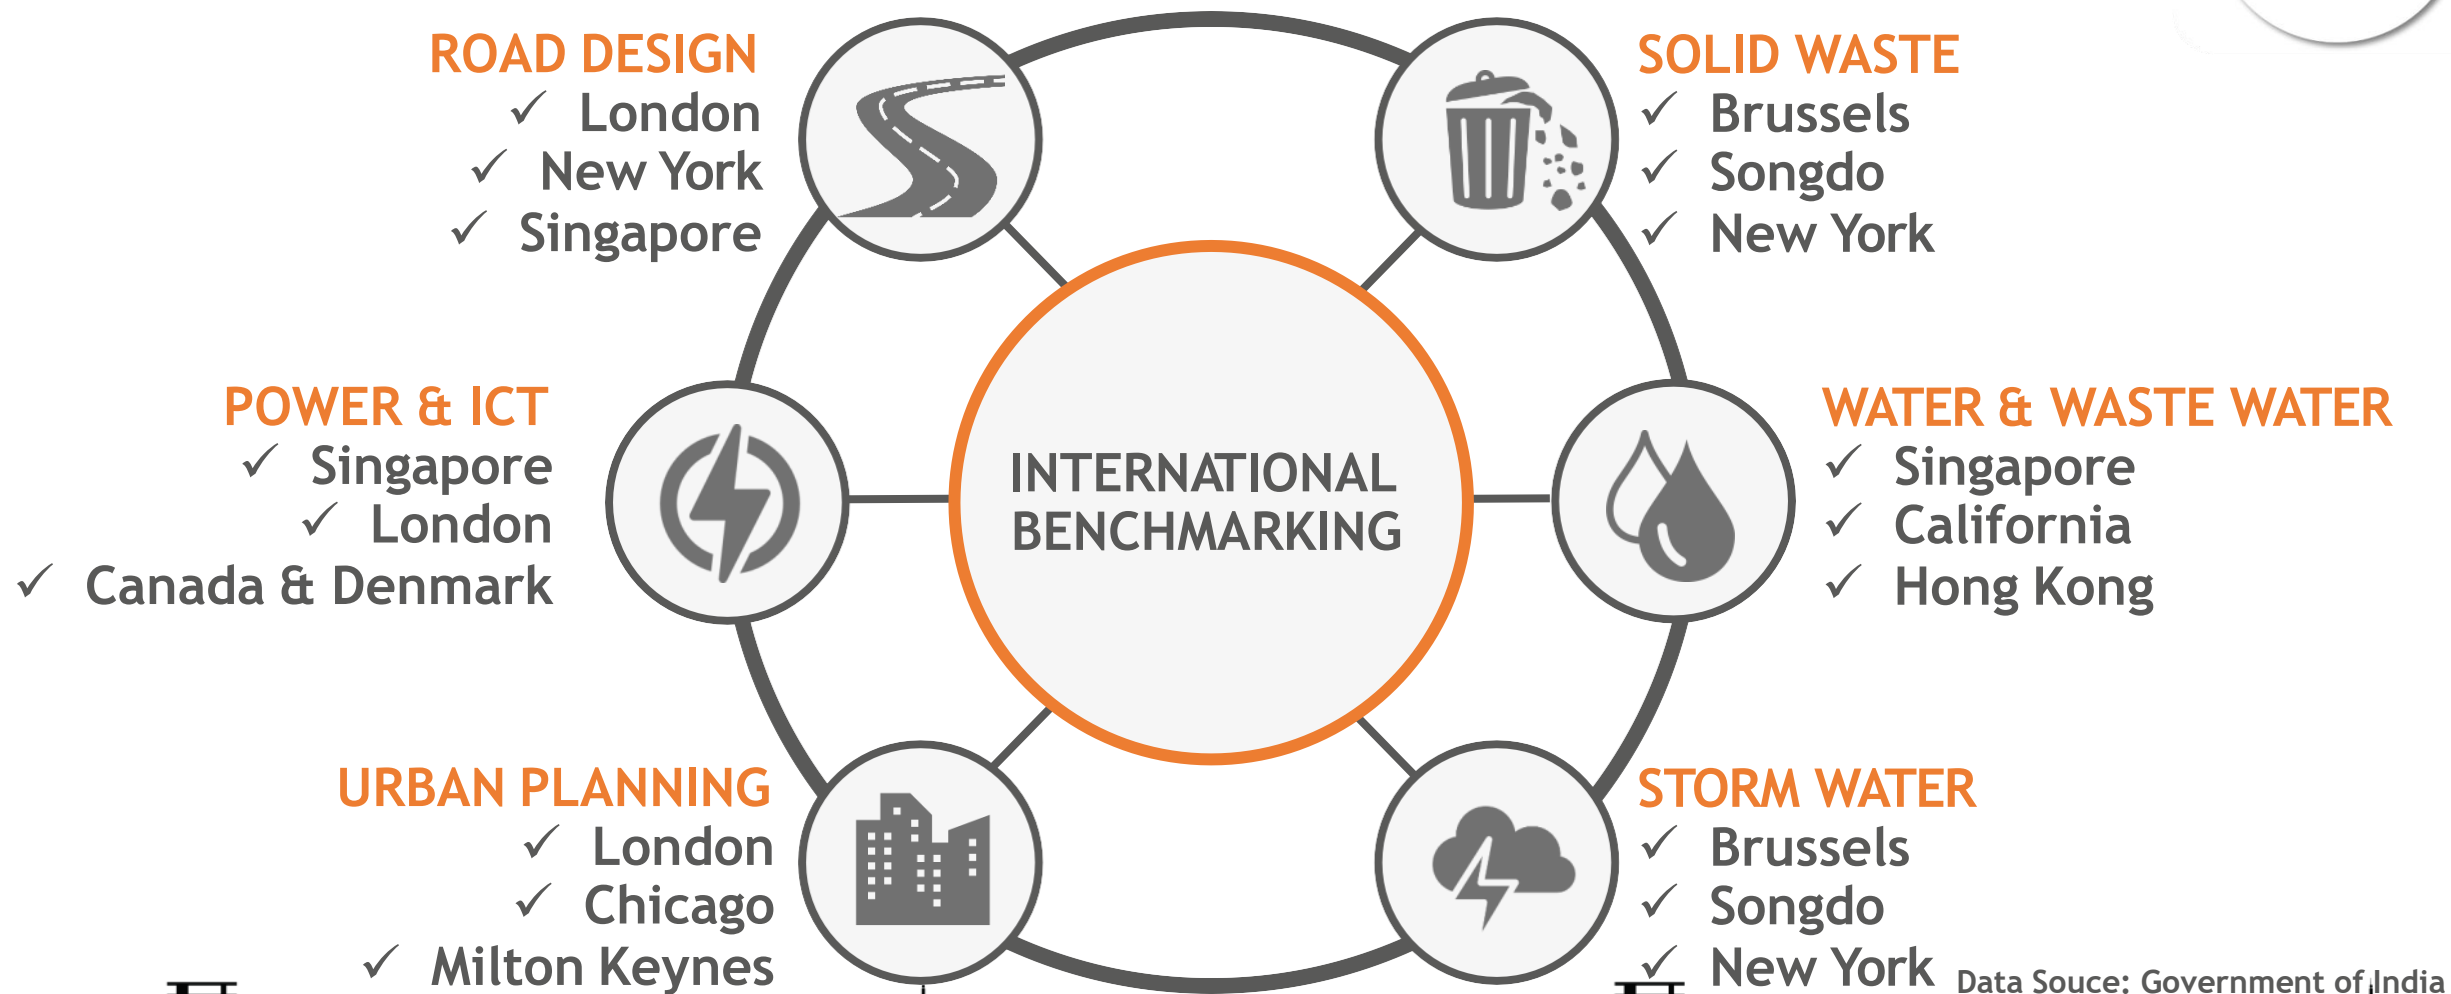 ROAD DESIGN
✓ London
✓ New York
✓ Singapore
SOLID WASTE
✓ Brussels
✓ Songdo
✓ New York
POWER & ICT
✓ Singapore
✓ London
✓ Canada & Denmark
INTERNATIONAL
BENCHMARKING
WATER & WASTE WATER
✓ Singapore
✓ California
✓ Hong Kong
URBAN PLANNING
✓ London
✓ Chicago
✓ Milton Keynes
STORM WATER
✓ Brussels
✓ Songdo
✓ New York
Data Souce: Government of India